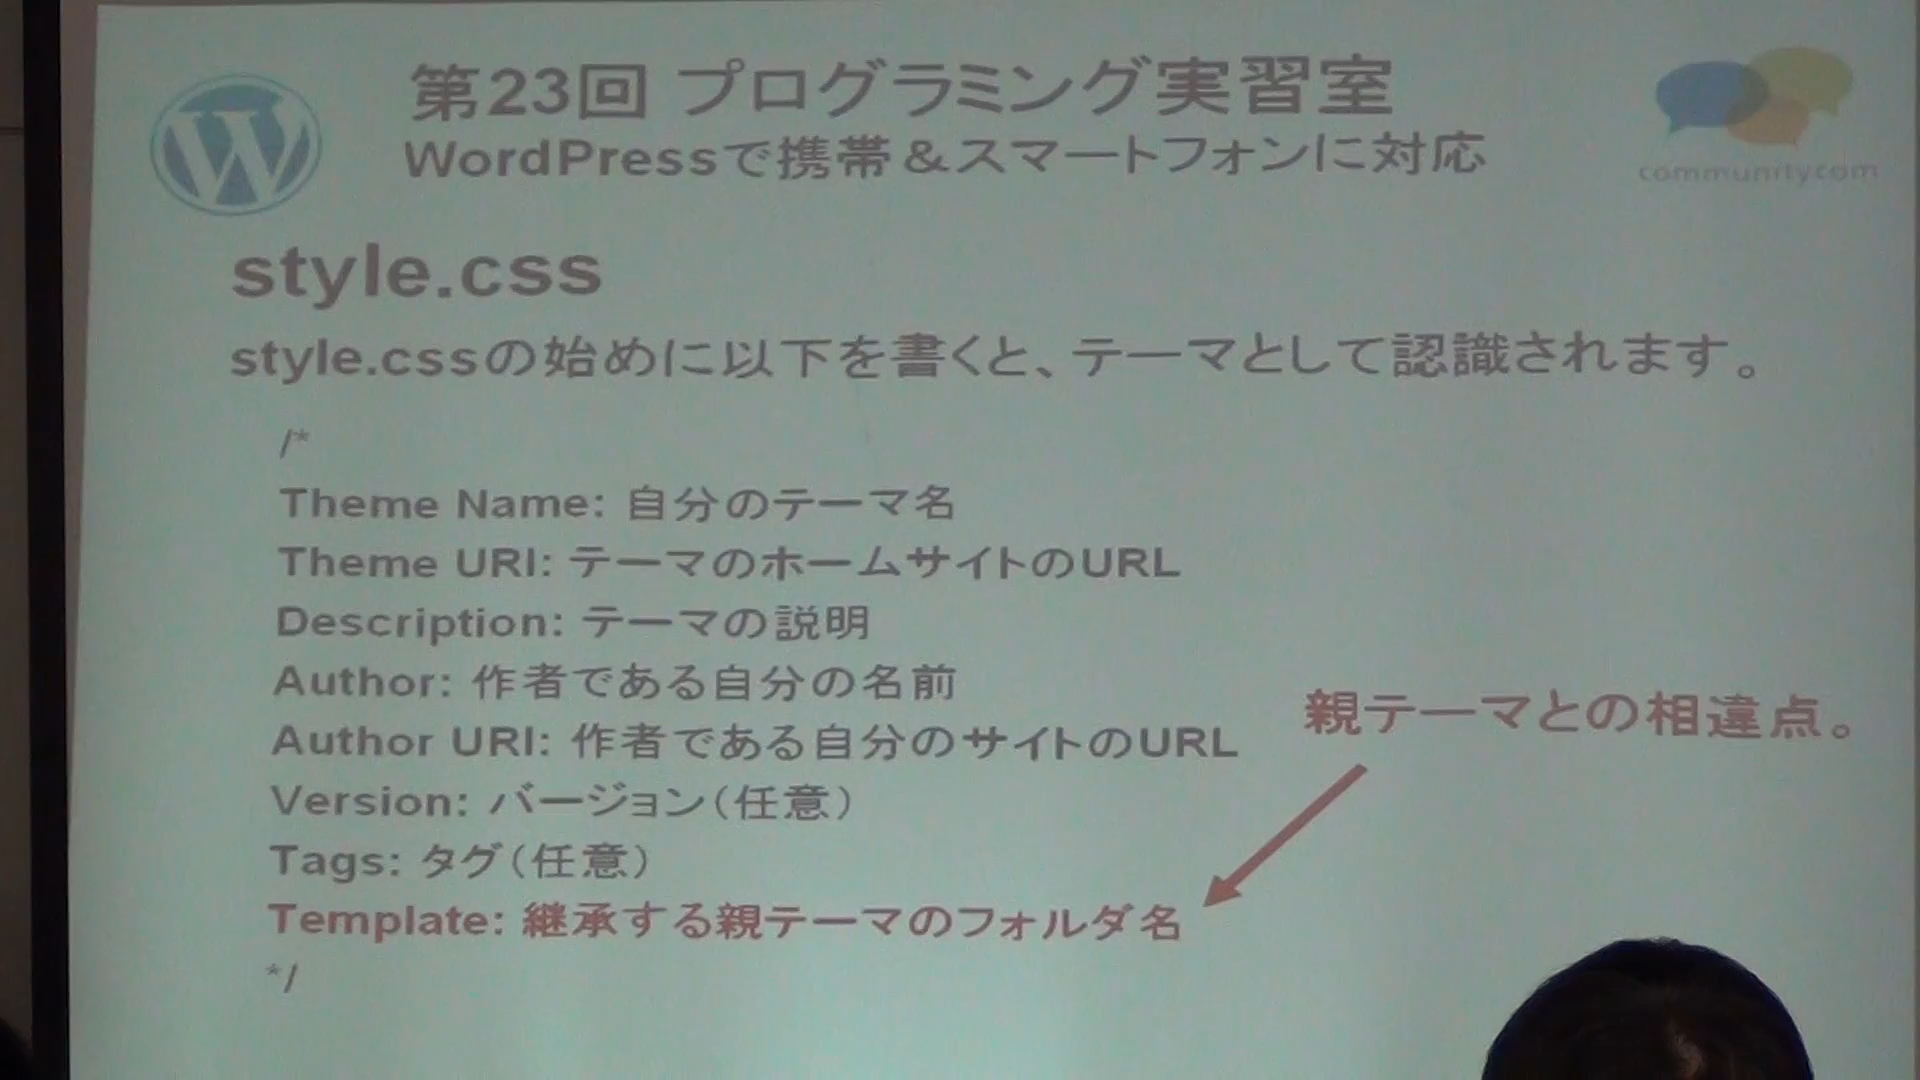 第23回 プログラミング実習室
WordPressで携帯＆スマートフォンに対応
communitycom
style.css
style.cssの始めに以下を書くと、テーマとして認識されます。
/*
Theme Name: 自分のテーマ名
Theme URI: テーマのホームサイトのURL
Description: テーマの説明
Author: 作者である自分の名前
Author URI: 作者である自分のサイトのURL
Version: バージョン（任意）
Tags: タグ（任意）
Template: 継承する親テーマのフォルダ名
*/
親テーマとの相違点。